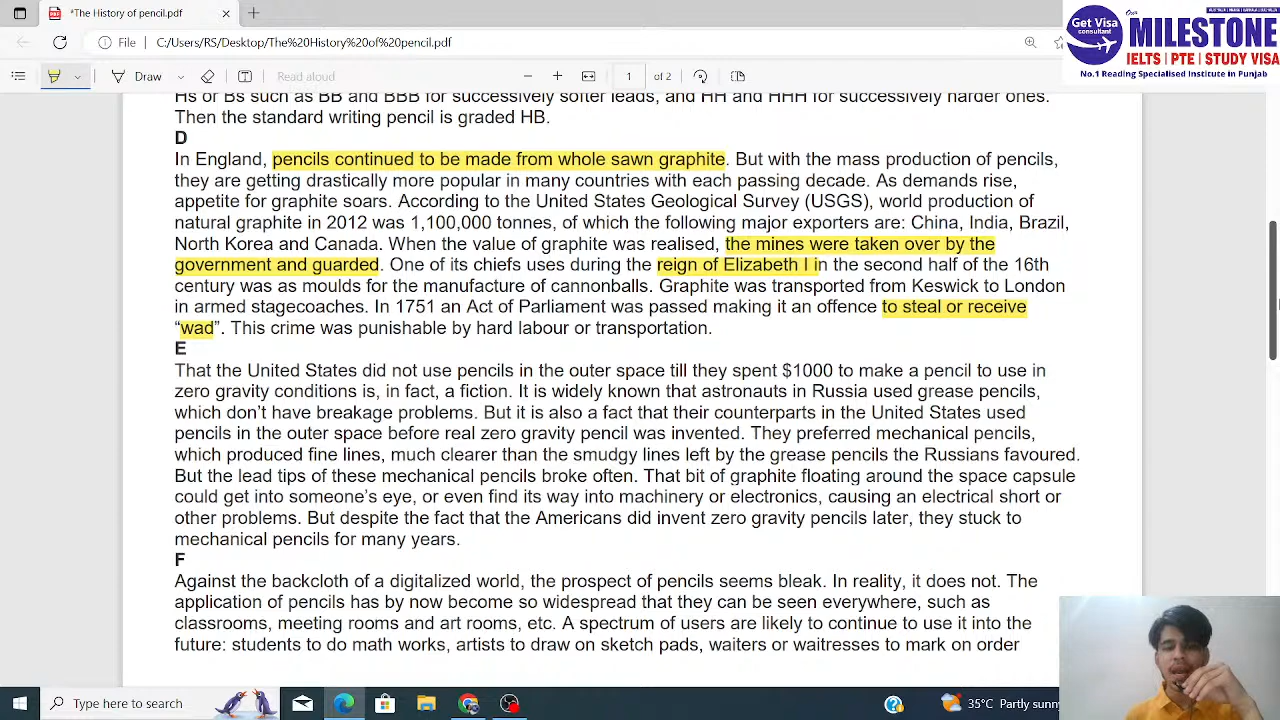 *The History of pencil.pdf
Get Visa
consultant
Our
MILESTONE
IELTS | PTE | STUDY VISA
No.1 Reading Specialised Institute in Punjab
File
C:/Users/RS/Desktop/The%20History%20of%20pencil.pdf
Draw
Read aloud
1
of 2
Hs or Bs such as BB and BBB for successively softer leads, and HH and HHH for successively harder ones.
Then the standard writing pencil is graded HB.
D
In England, pencils continued to be made from whole sawn graphite. But with the mass production of pencils,
they are getting drastically more popular in many countries with each passing decade. As demands rise,
appetite for graphite soars. According to the United States Geological Survey (USGS), world production of
natural graphite in 2012 was 1,100,000 tonnes, of which the following major exporters are: China, India, Brazil,
North Korea and Canada. When the value of graphite was realised, the mines were taken over by the
government and guarded. One of its chiefs uses during the reign of Elizabeth I in the second half of the 16th
century was as moulds for the manufacture of cannonballs. Graphite was transported from Keswick to London
in armed stagecoaches. In 1751 an Act of Parliament was passed making it an offence to steal or receive
“wad”. This crime was punishable by hard labour or transportation.
E
That the United States did not use pencils in the outer space till they spent $1000 to make a pencil to use in
zero gravity conditions is, in fact, a fiction. It is widely known that astronauts in Russia used grease pencils,
which don’t have breakage problems. But it is also a fact that their counterparts in the United States used
pencils in the outer space before real zero gravity pencil was invented. They preferred mechanical pencils,
which produced fine lines, much clearer than the smudgy lines left by the grease pencils the Russians favoured.
But the lead tips of these mechanical pencils broke often. That bit of graphite floating around the space capsule
could get into someone’s eye, or even find its way into machinery or electronics, causing an electrical short or
other problems. But despite the fact that the Americans did invent zero gravity pencils later, they stuck to
mechanical pencils for many years.
F
Against the backcloth of a digitalized world, the prospect of pencils seems bleak. In reality, it does not. The
application of pencils has by now become so widespread that they can be seen everywhere, such as
classrooms, meeting rooms and art rooms, etc. A spectrum of users are likely to continue to use it into the
future: students to do math works, artists to draw on sketch pads, waiters or waitresses to mark on order
Type here to search
35°C Partly sunny